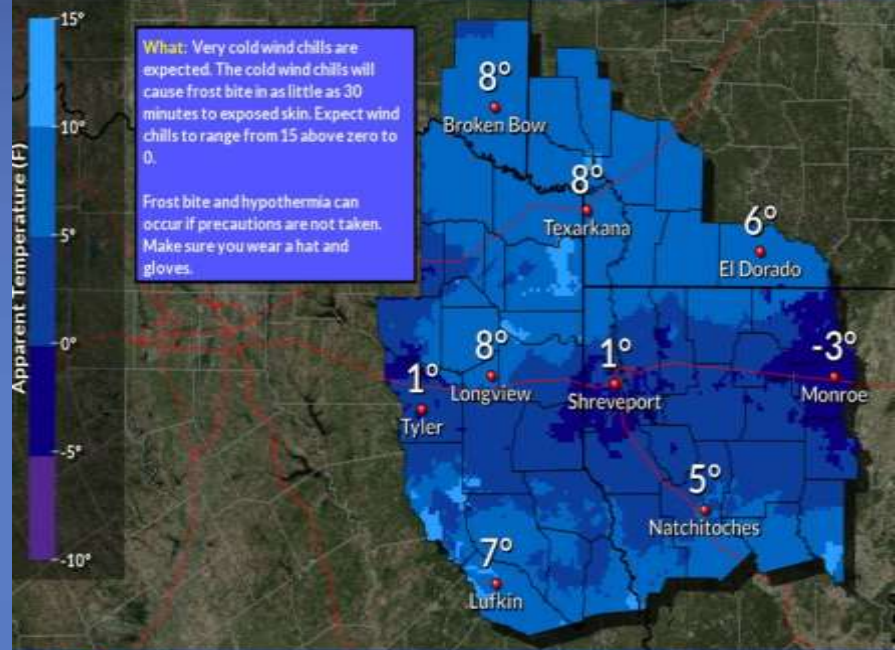 15°
10°
5°
0°
-5°
-10°
Apparent Temperature (F)
What: Very cold wind chills are
expected. The cold wind chills will
cause frost bite in as little as 30
minutes to exposed skin. Expect wind
chills to range from 15 above zero to
0.
Frost bite and hypothermia can
occur if precautions are not taken.
Make sure you wear a hat and
gloves.
8°
Broken Bow
8°
Texarkana
6°
El Dorado
1°
Tyler
8°
Longview
1°
Shreveport
-3°
Monroe
5°
Natchitoches
7°
Lufkin